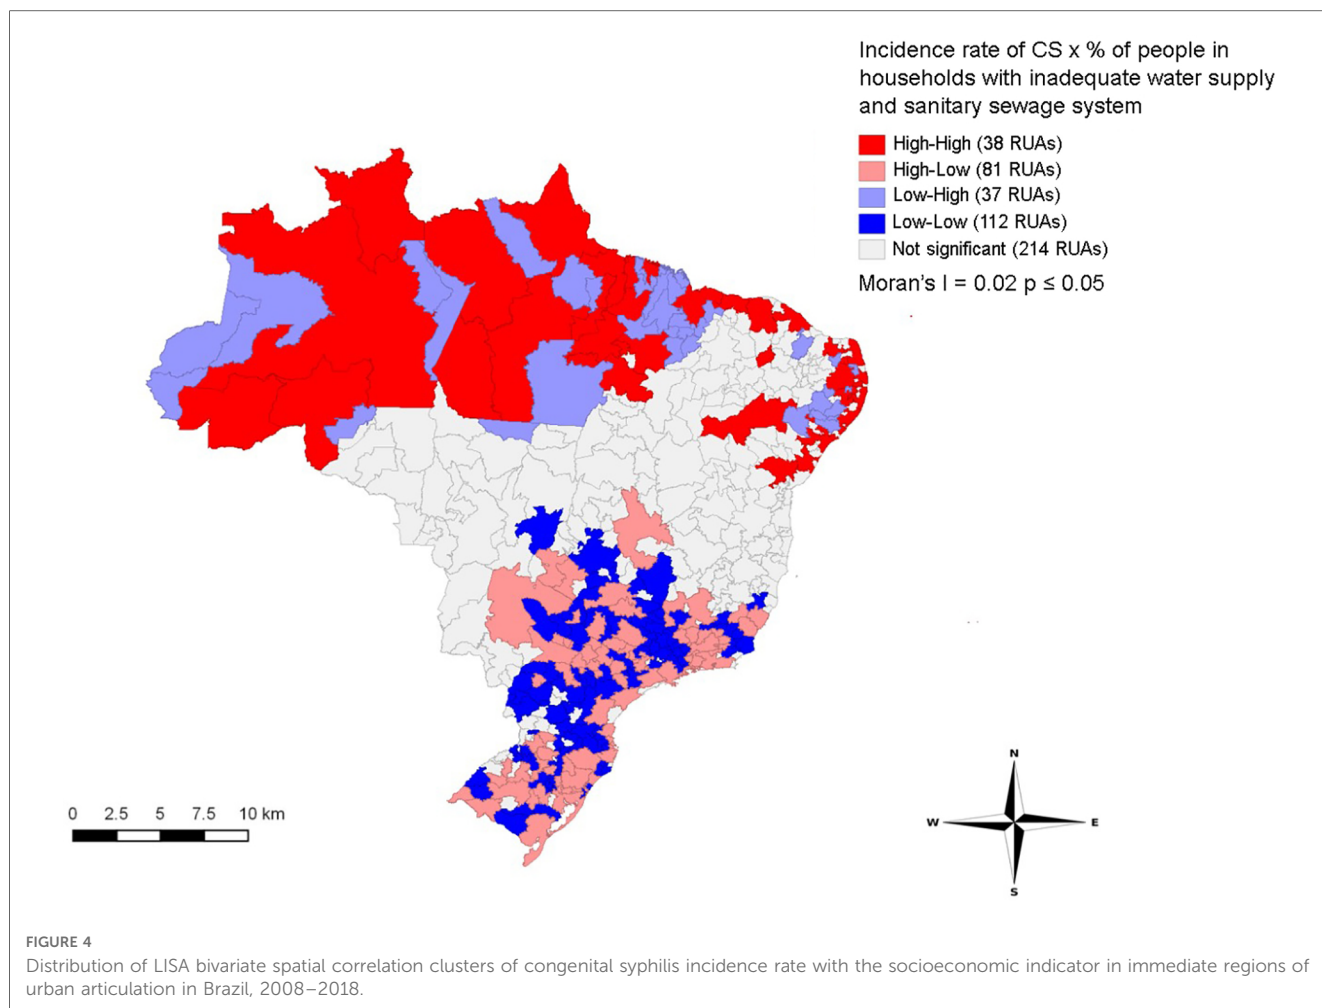 Incidence rate of CS x % of people in
households with inadequate water supply
and sanitary sewage system
High-High (38 RUAs)
High-Low (81 RUAs)
Low-High (37 RUAs)
Low-Low (112 RUAs)
Not significant (214 RUAs)
Moran's I = 0.02 p ≤ 0.05
N
W E
S
0 2.5 5 7.5 10 km
FIGURE 4
Distribution of LISA bivariate spatial correlation clusters of congenital syphilis incidence rate with the socioeconomic indicator in immediate regions of
urban articulation in Brazil, 2008–2018.